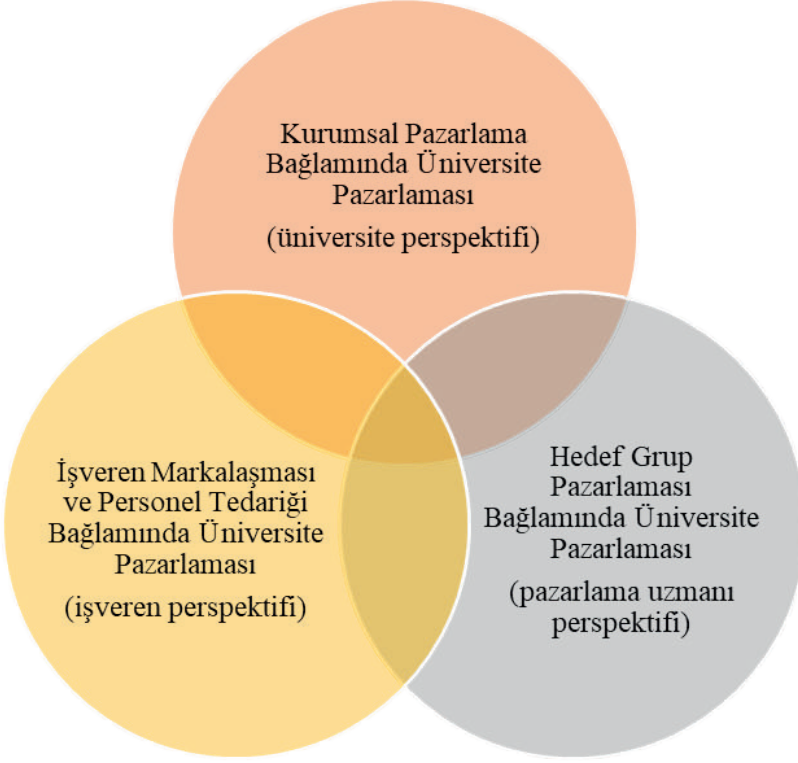 Kurumsal Pazarlama
Bağlamında Üniversite
Pazarlaması
(üniversite perspektifi)
İşveren Markalaşması
ve Personel Tedariği
Bağlamında Üniversite
Pazarlaması
(işveren perspektifi)
Hedef Grup
Pazarlaması
Bağlamında Üniversite
Pazarlaması
(pazarlama uzmanı
perspektifi)